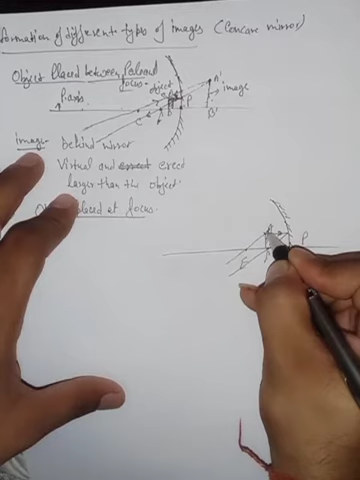 formation of different types of images (Concave mirror)
Object Placed between Pole and
focus.
object
P.axis
A'
image
B'
C
P
image behind mirror
Virtual and erect
larger than the object.
placed at focus.
P